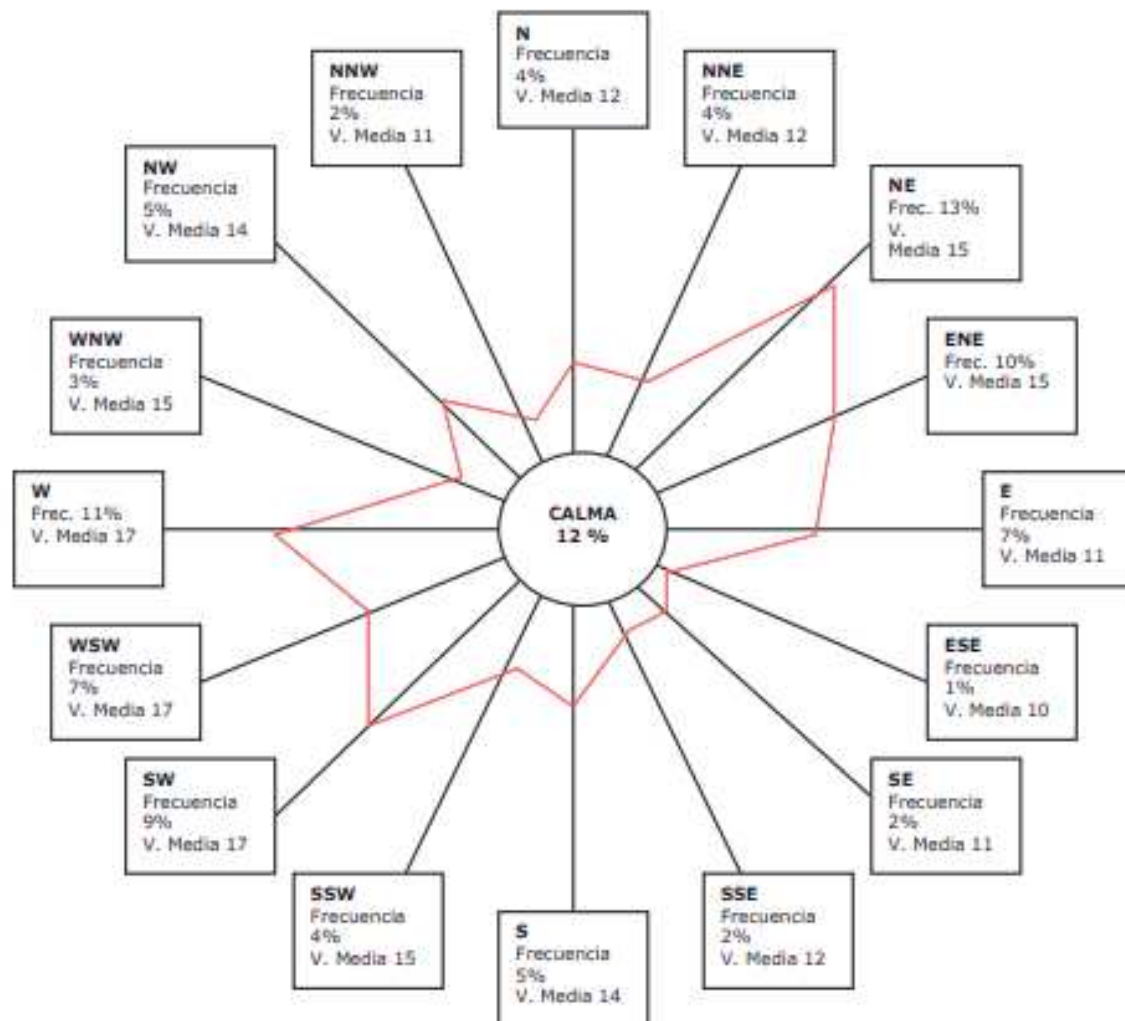 N
Frecuencia
4%
V. Media 12
NNE
Frecuencia
4%
V. Media 12
NE
Frec. 13%
V.
Media 15
ENE
Frec. 10%
V. Media 15
E
Frecuencia
7%
V. Media 11
ESE
Frecuencia
1%
V. Media 10
SE
Frecuencia
2%
V. Media 11
SSE
Frecuencia
2%
V. Media 12
S
Frecuencia
5%
V. Media 14
SSW
Frecuencia
4%
V. Media 15
SW
Frecuencia
9%
V. Media 17
WSW
Frecuencia
7%
V. Media 17
W
Frec. 11%
V. Media 17
WNW
Frecuencia
3%
V. Media 15
NW
Frecuencia
5%
V. Media 14
NNW
Frecuencia
2%
V. Media 11
CALMA
12 %